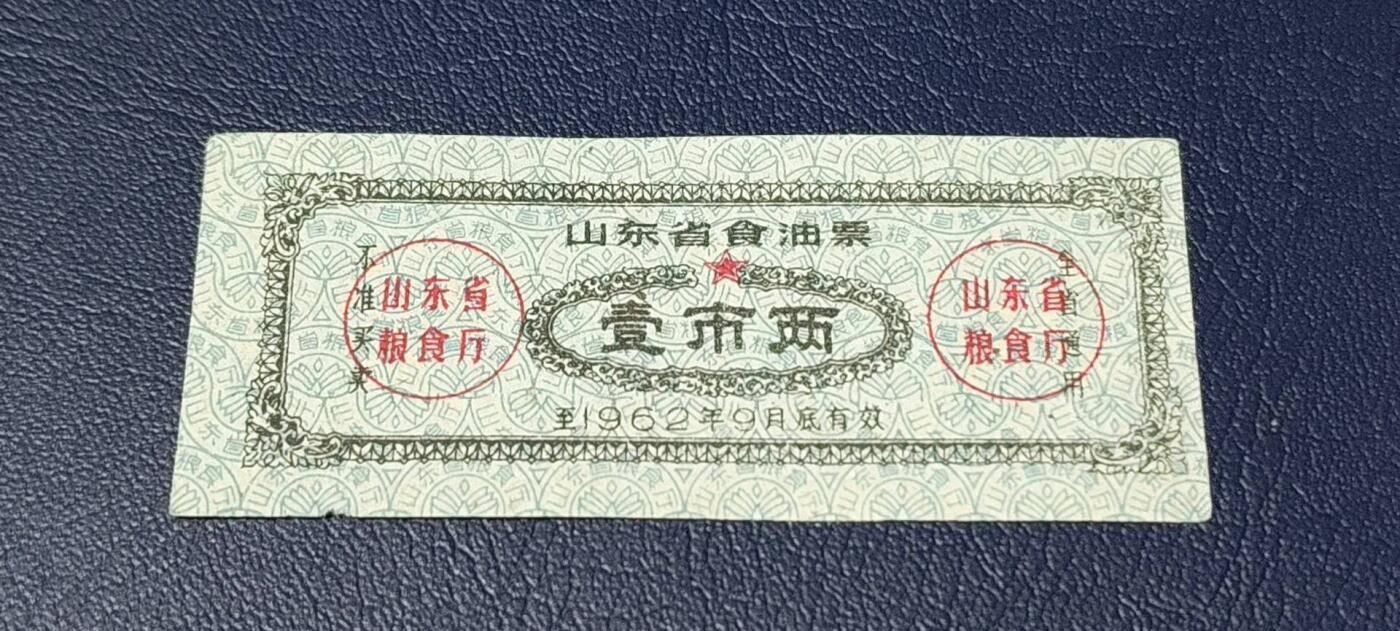 山东省食油票
不准买卖
山东省
粮食厅
壹市两
山东省
粮食厅
全省通用
至1962年9月底有效